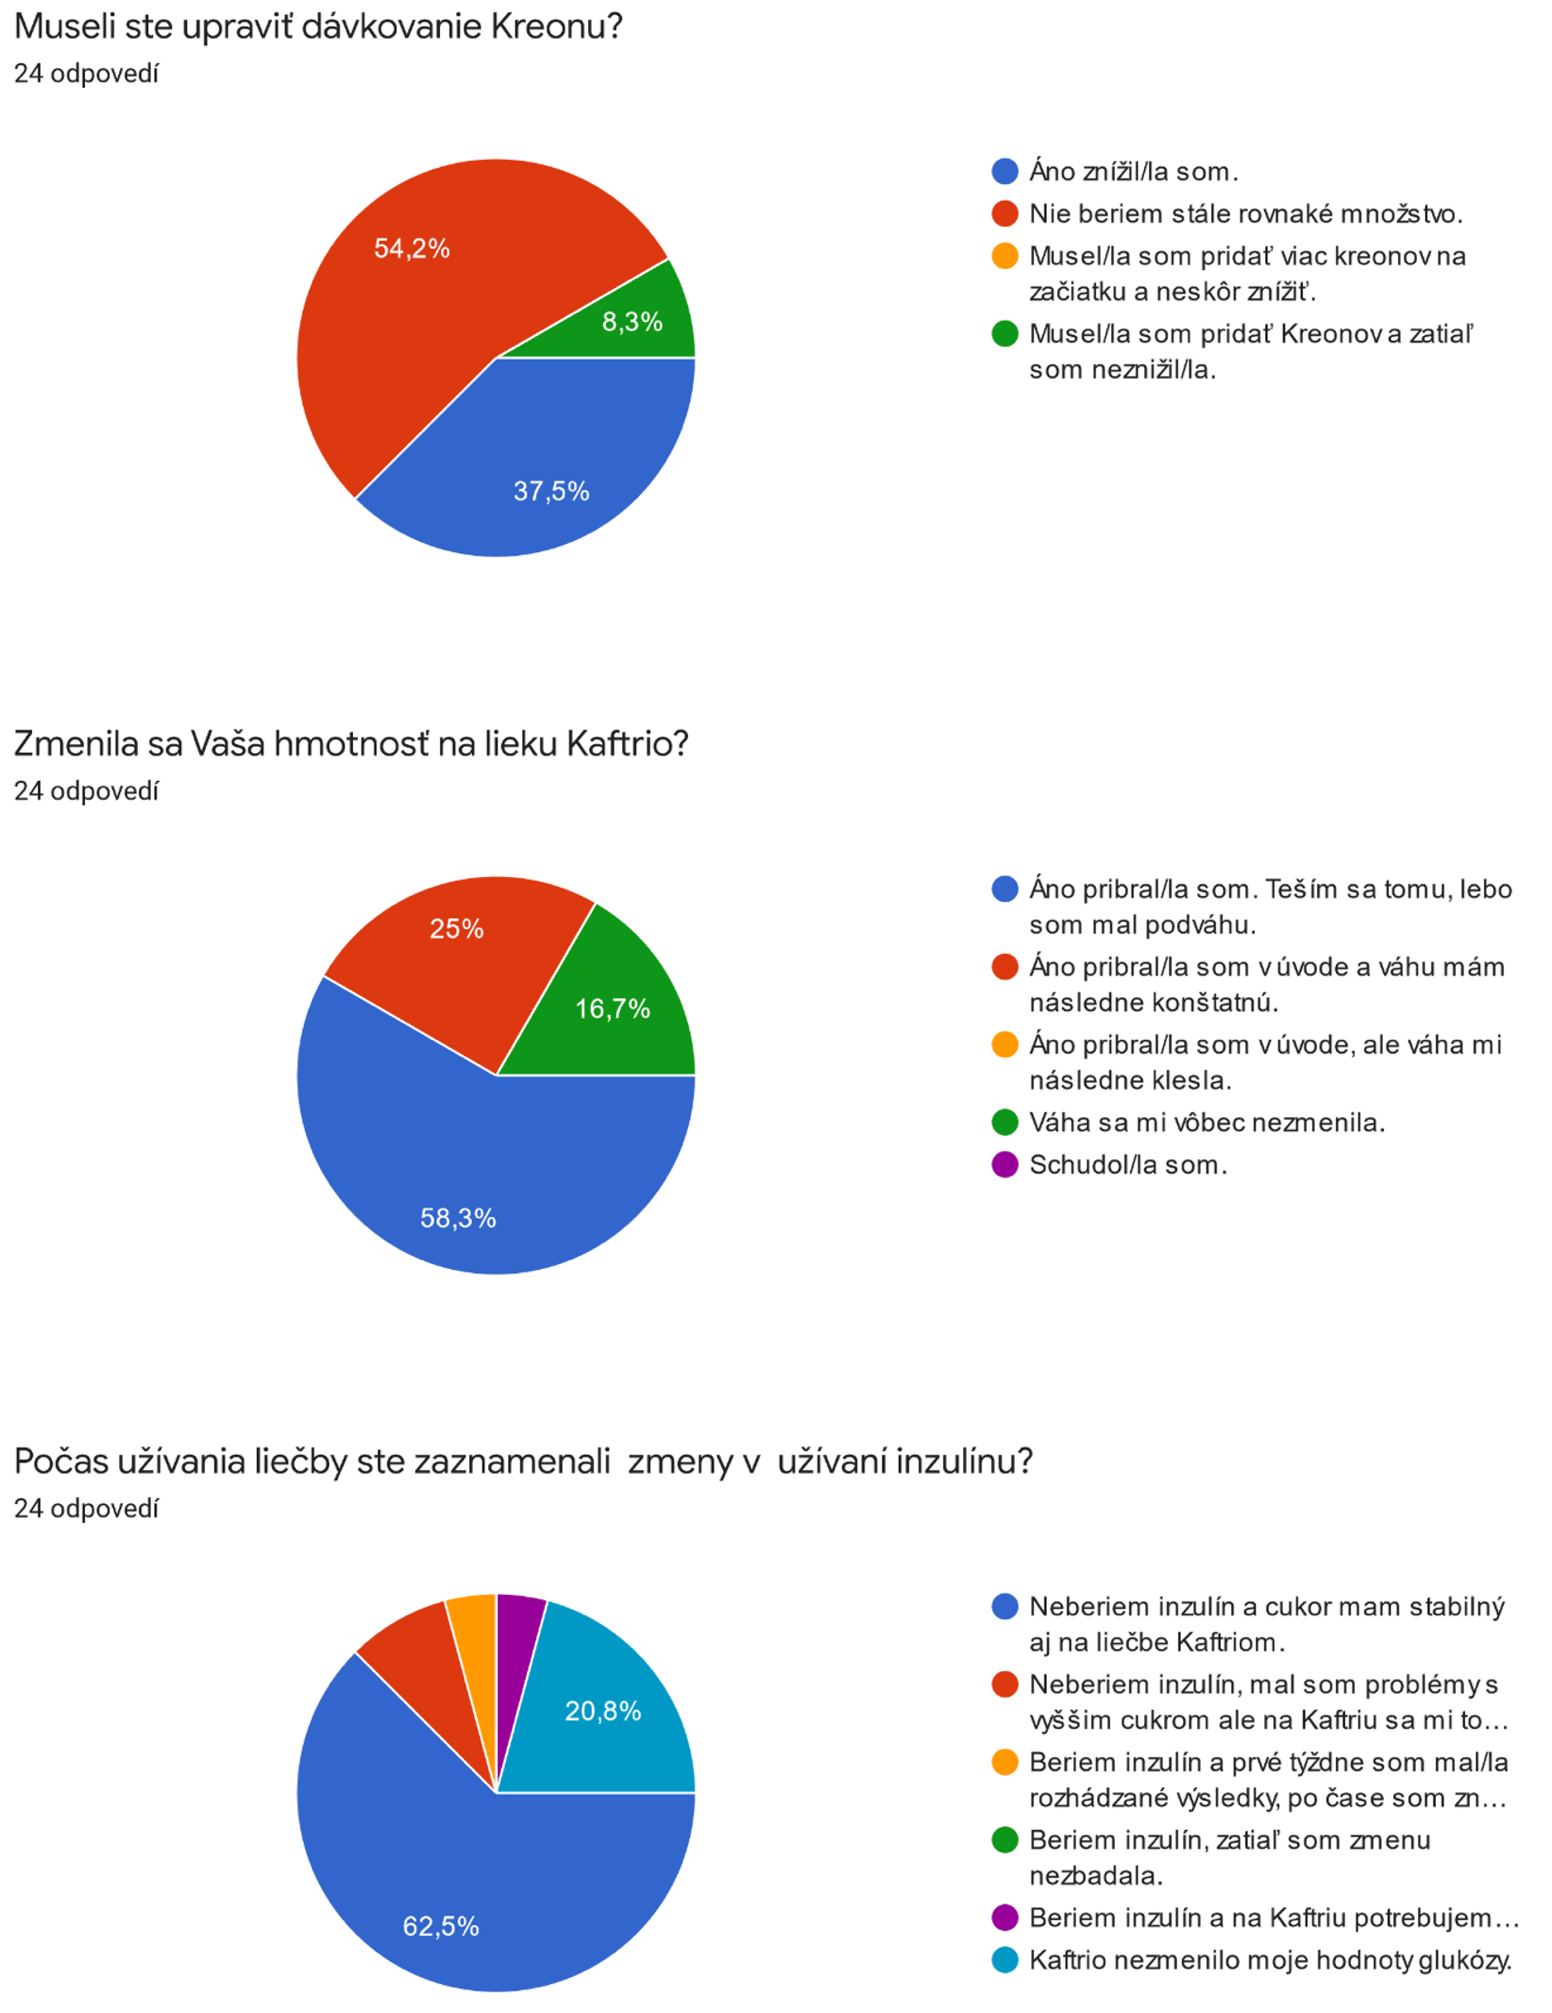 Museli ste upraviť dávkovanie Kreonu?
24 odpovedí
54,2%
8,3%
37,5%
Áno znížil/la som.
Nie beriem stále rovnaké množstvo.
Musel/la som pridať viac kreonov na
začiatku a neskôr znížiť.
Musel/la som pridať Kreonov a zatiaľ
som neznižil/la.
Zmenila sa Vaša hmotnosť na lieku Kaftrio?
24 odpovedí
25%
16,7%
58,3%
Áno pribral/la som. Teším sa tomu, lebo
som mal podváhu.
Áno pribral/la som v úvode a váhu mám
následne konštatnú.
Áno pribral/la som v úvode, ale váha mi
následne klesla.
Váha sa mi vôbec nezmenila.
Schudol/la som.
Počas užívania liečby ste zaznamenali  zmeny v  užívaní inzulínu?
24 odpovedí
20,8%
62,5%
Neberiem inzulín a cukor mam stabilný
aj na liečbe Kaftriom.
Neberiem inzulín, mal som problémy s
vyšším cukrom ale na Kaftriu sa mi to…
Beriem inzulín a prvé týždne som mal/la
rozhádzané výsledky, po čase som zn…
Beriem inzulín, zatiaľ som zmenu
nezbadala.
Beriem inzulín a na Kaftriu potrebujem…
Kaftrio nezmenilo moje hodnoty glukózy.